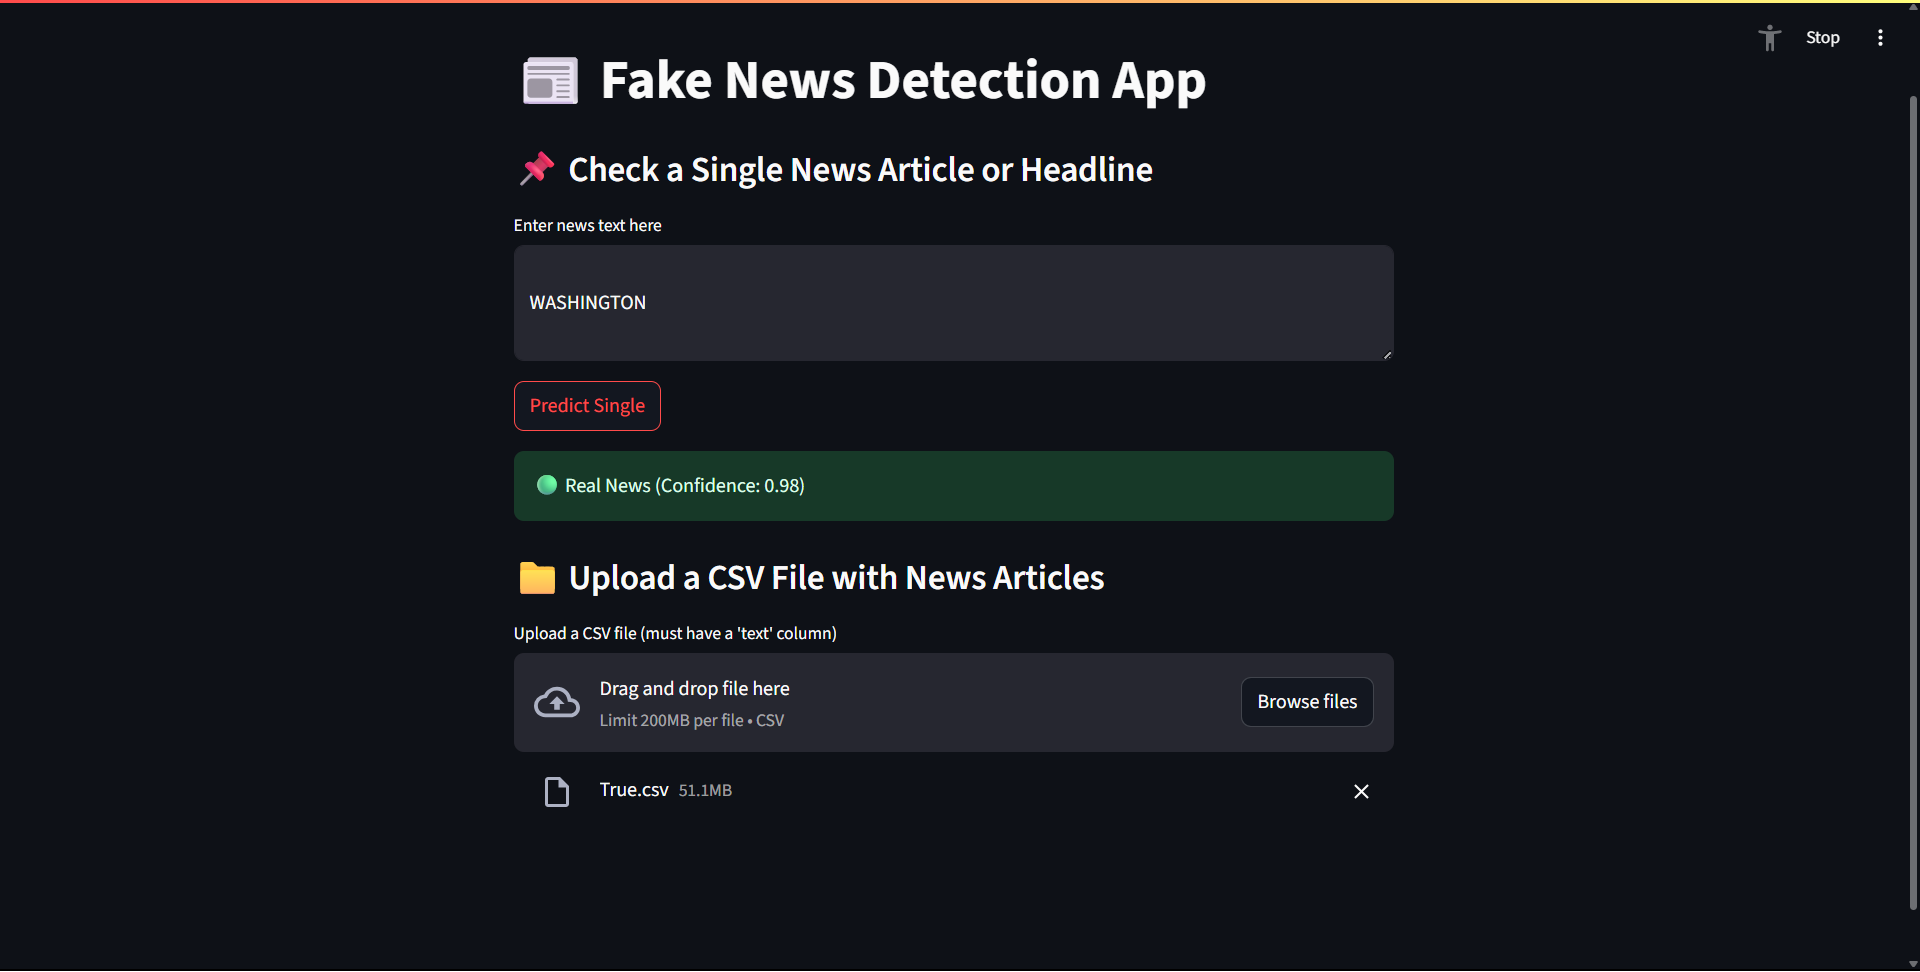 Stop
Fake News Detection App
Check a Single News Article or Headline
Enter news text here
WASHINGTON
Predict Single
Real News (Confidence: 0.98)
Upload a CSV File with News Articles
Upload a CSV file (must have a 'text' column)
Drag and drop file here
Limit 200MB per file • CSV
Browse files
True.csv 51.1MB